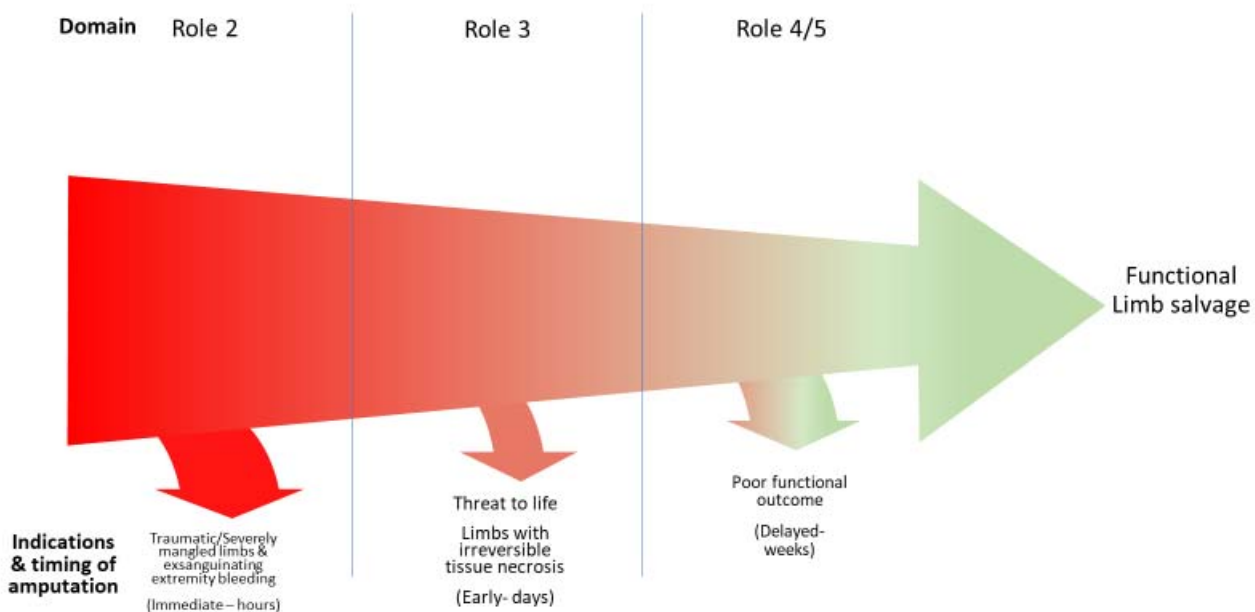 Domain Role 2 Role 3 Role 4/5
Functional
Limb salvage
Indications
& timing of
amputation
Traumatic/Severely
mangled limbs &
exsanguinating
extremity bleeding
(Immediate – hours)
Threat to life
Limbs with
irreversible
tissue necrosis
(Early- days)
Poor functional
outcome
(Delayed-
weeks)